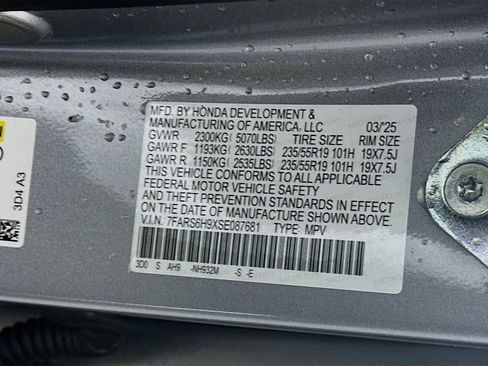 MFD. BY HONDA DEVELOPMENT &
MANUFACTURING OF AMERICA, LLC 03/'25
GVWR 2300KG( 5070LBS) TIRE SIZE RIM SIZE
GAWR F 1193KG( 2630LBS) 235/55R19 101H 19X7.5J
GAWR R 1150KG( 2535LBS) 235/55R19 101H 19X7.5J
THIS VEHICLE CONFORMS TO ALL APPLICABLE
FEDERAL MOTOR VEHICLE SAFETY
AND THEFT PREVENTION STANDARDS IN EFFECT
ON THE DATE OF MANUFACTURE SHOWN ABOVE.
V.I.N.: 7FARS6H9XSE087681 TYPE: MPV
3D0 S AH9 -NH932M -S -E
3D4 A3